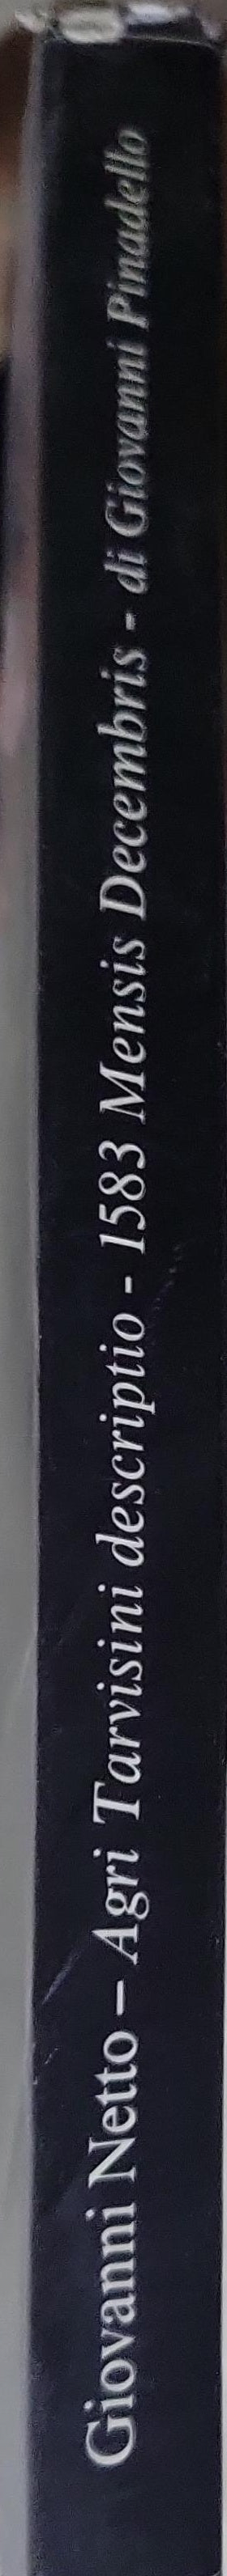 Giovanni Netto – Agri Tarvisini descriptio - 1583 Mensis Decembris - di Giovanni Pinadello